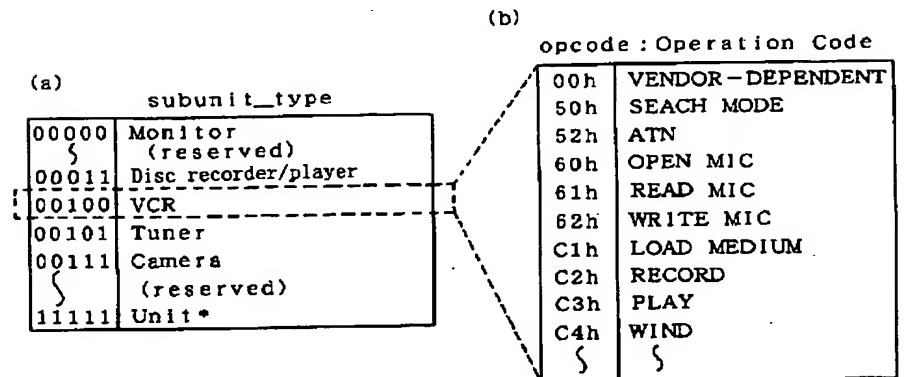 (a)
subunit_type
00000 Monitor
(reserved)
00011 Disc recorder/player
00100 VCR
00101 Tuner
00111 Camera
(reserved)
11111 Unit*
(b)
opcode : Operation Code
00h VENDOR-DEPENDENT
50h SEACH MODE
52h ATN
60h OPEN MIC
61h READ MIC
62h WRITE MIC
C1h LOAD MEDIUM
C2h RECORD
C3h PLAY
C4h WIND